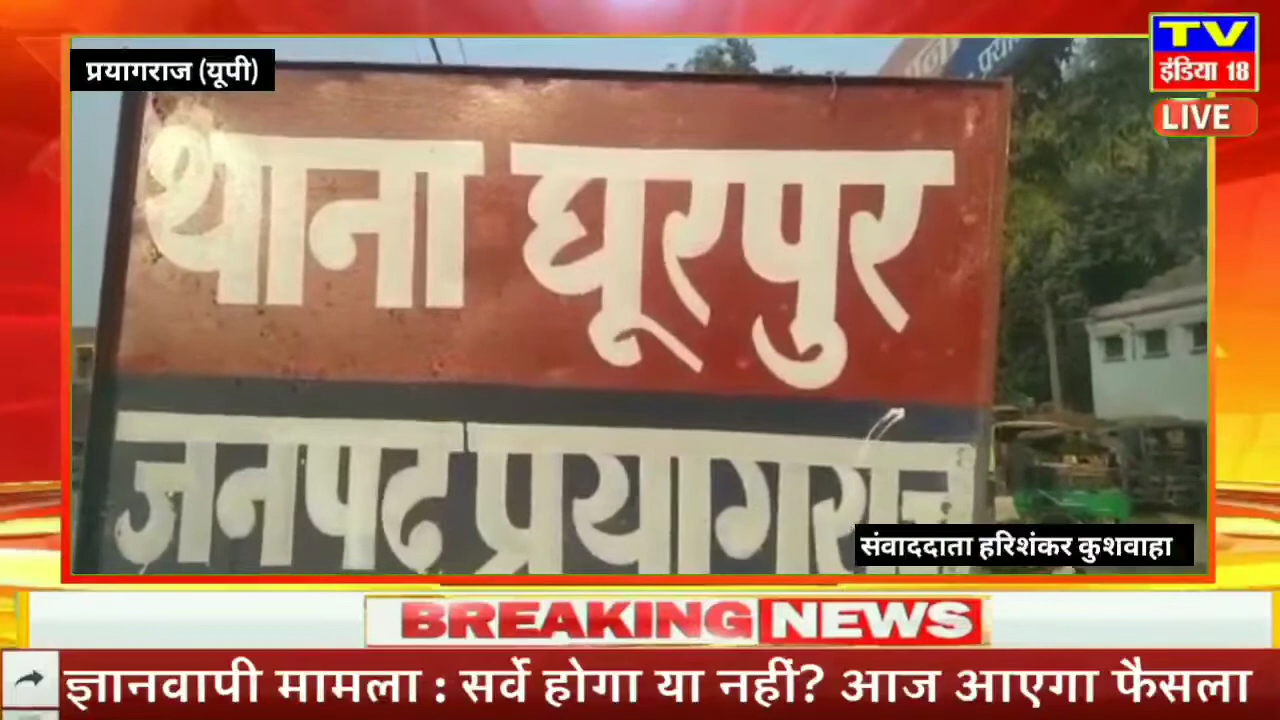 प्रयागराज (यूपी)
TV
इंडिया 18
LIVE
थाना घूरपुर
जनपद प्रयागराज
संवाददाता हरिशंकर कुशवाहा
BREAKING NEWS
ज्ञानवापी मामला : सर्वे होगा या नहीं? आज आएगा फैसला